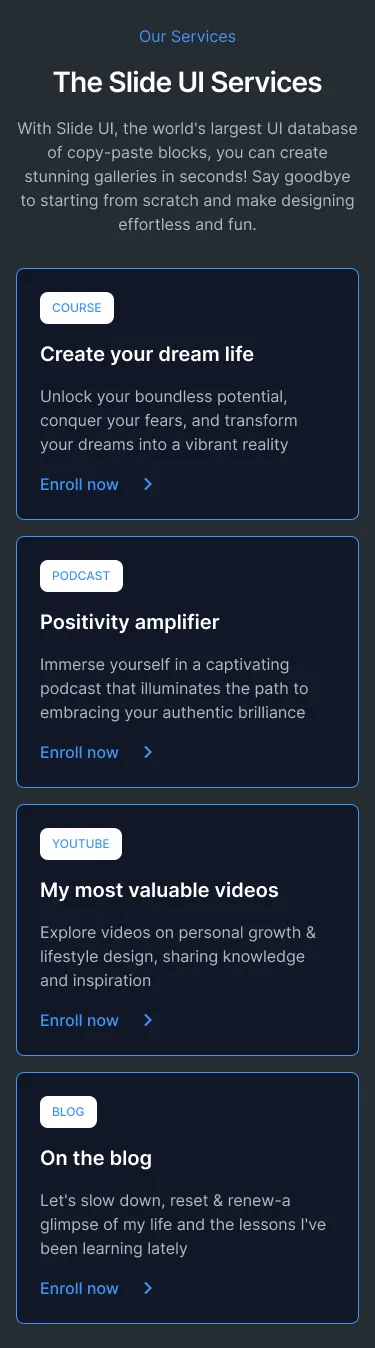 Our Services
The Slide UI Services
With Slide UI, the world's largest UI database
of copy-paste blocks, you can create
stunning galleries in seconds! Say goodbye
to starting from scratch and make designing
effortless and fun.
COURSE
Create your dream life
Unlock your boundless potential,
conquer your fears, and transform
your dreams into a vibrant reality
Enroll now
PODCAST
Positivity amplifier
Immerse yourself in a captivating
podcast that illuminates the path to
embracing your authentic brilliance
Enroll now
YOUTUBE
My most valuable videos
Explore videos on personal growth &
lifestyle design, sharing knowledge
and inspiration
Enroll now
BLOG
On the blog
Let's slow down, reset & renew-a
glimpse of my life and the lessons I've
been learning lately
Enroll now